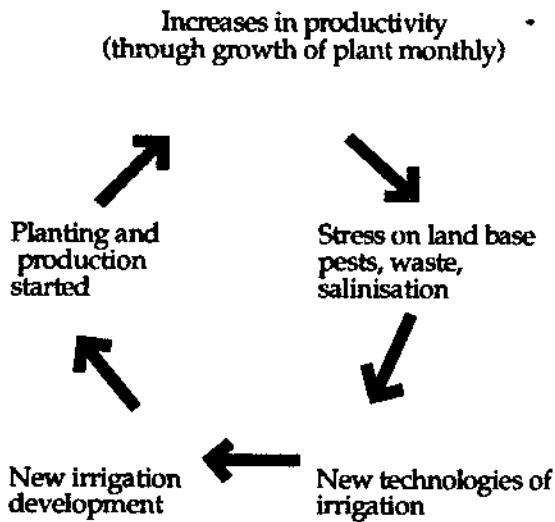 Increases in productivity
(through growth of plant monthly)
Planting and
production
started
Stress on land base
pests, waste,
salinisation
New irrigation
development
New technologies of
irrigation